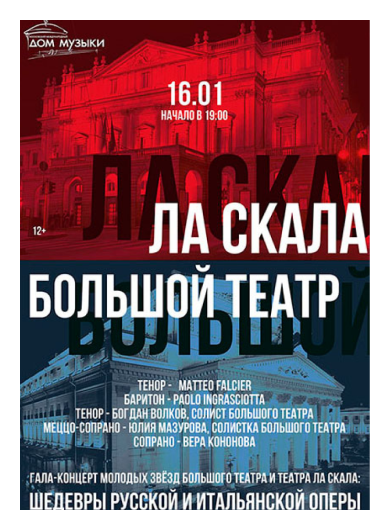 ДОМ МУЗЫКИ
16.01
НАЧАЛО В 19:00
ЛА СКАЛА
12+
ЛА СКАЛА
БОЛЬШОЙ ТЕАТР
БОЛЬШОЙ
ТЕНОР - MATTEO FALCIER
БАРИТОН - PAOLO INGRASCIOTTA
ТЕНОР - БОГДАН ВОЛКОВ, СОЛИСТ БОЛЬШОГО ТЕАТРА
МЕЦЦО-СОПРАНО - ЮЛИЯ МАЗУРОВА, СОЛИСТКА БОЛЬШОГО ТЕАТРА
СОПРАНО - ВЕРА КОНОНОВА
ГАЛА-КОНЦЕРТ МОЛОДЫХ ЗВЁЗД БОЛЬШОГО ТЕАТРА И ТЕАТРА ЛА СКАЛА:
ШЕДЕВРЫ РУССКОЙ И ИТАЛЬЯНСКОЙ ОПЕРЫ